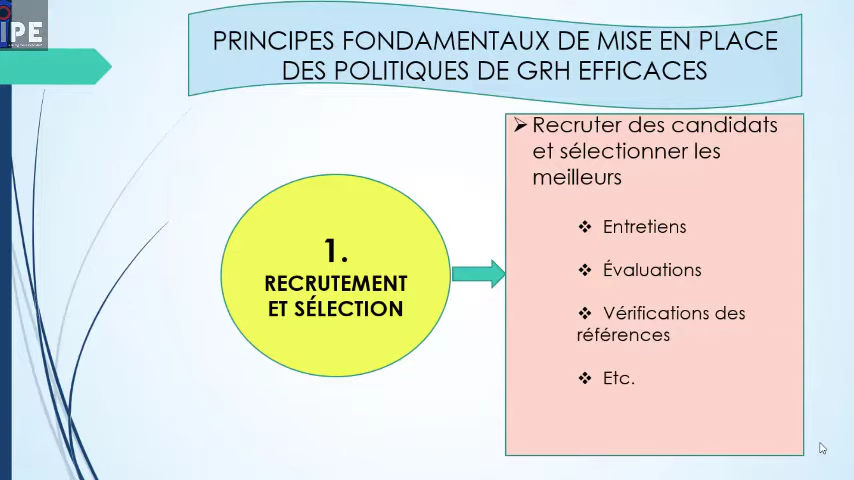 IPE
PRINCIPES FONDAMENTAUX DE MISE EN PLACE
DES POLITIQUES DE GRH EFFICACES
1.
RECRUTEMENT
ET SÉLECTION
➢ Recruter des candidats
et sélectionner les
meilleurs
❖ Entretiens
❖ Évaluations
❖ Vérifications des
références
❖ Etc.